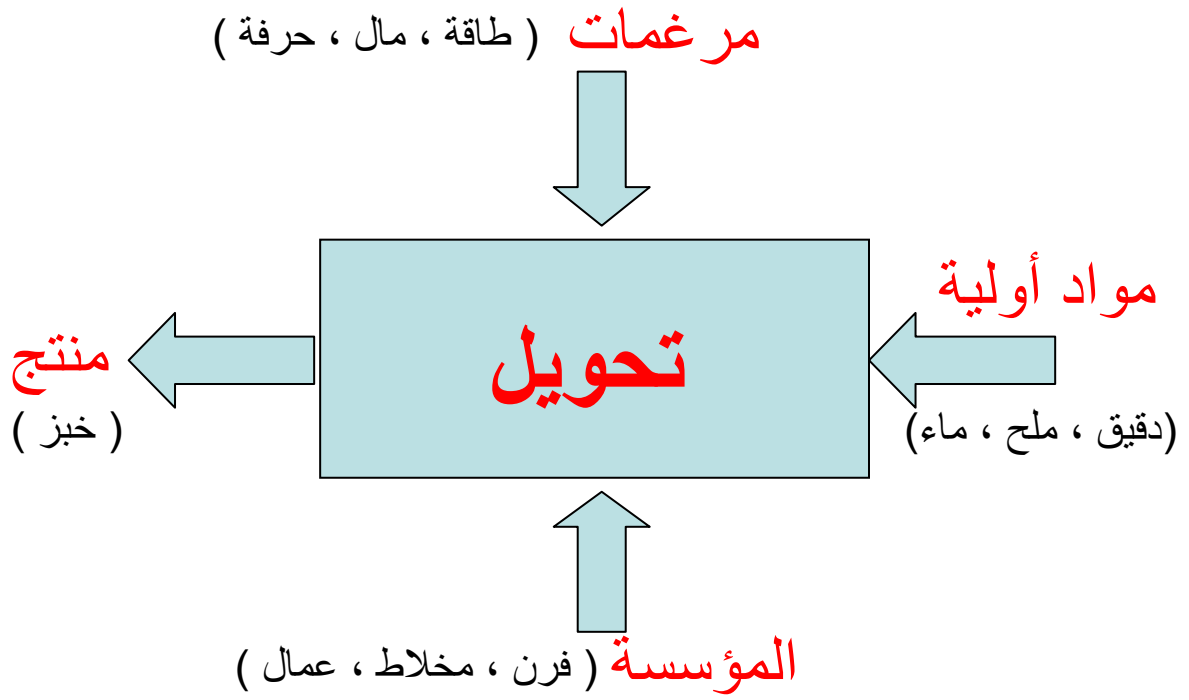 مرغمات ( طاقة ، مال ، حرفة )
مواد أولية
(دقيق ، ملح ، ماء)
تحويل
منتج
( خبز )
المؤسسة ( فرن ، مخلاط ، عمال )